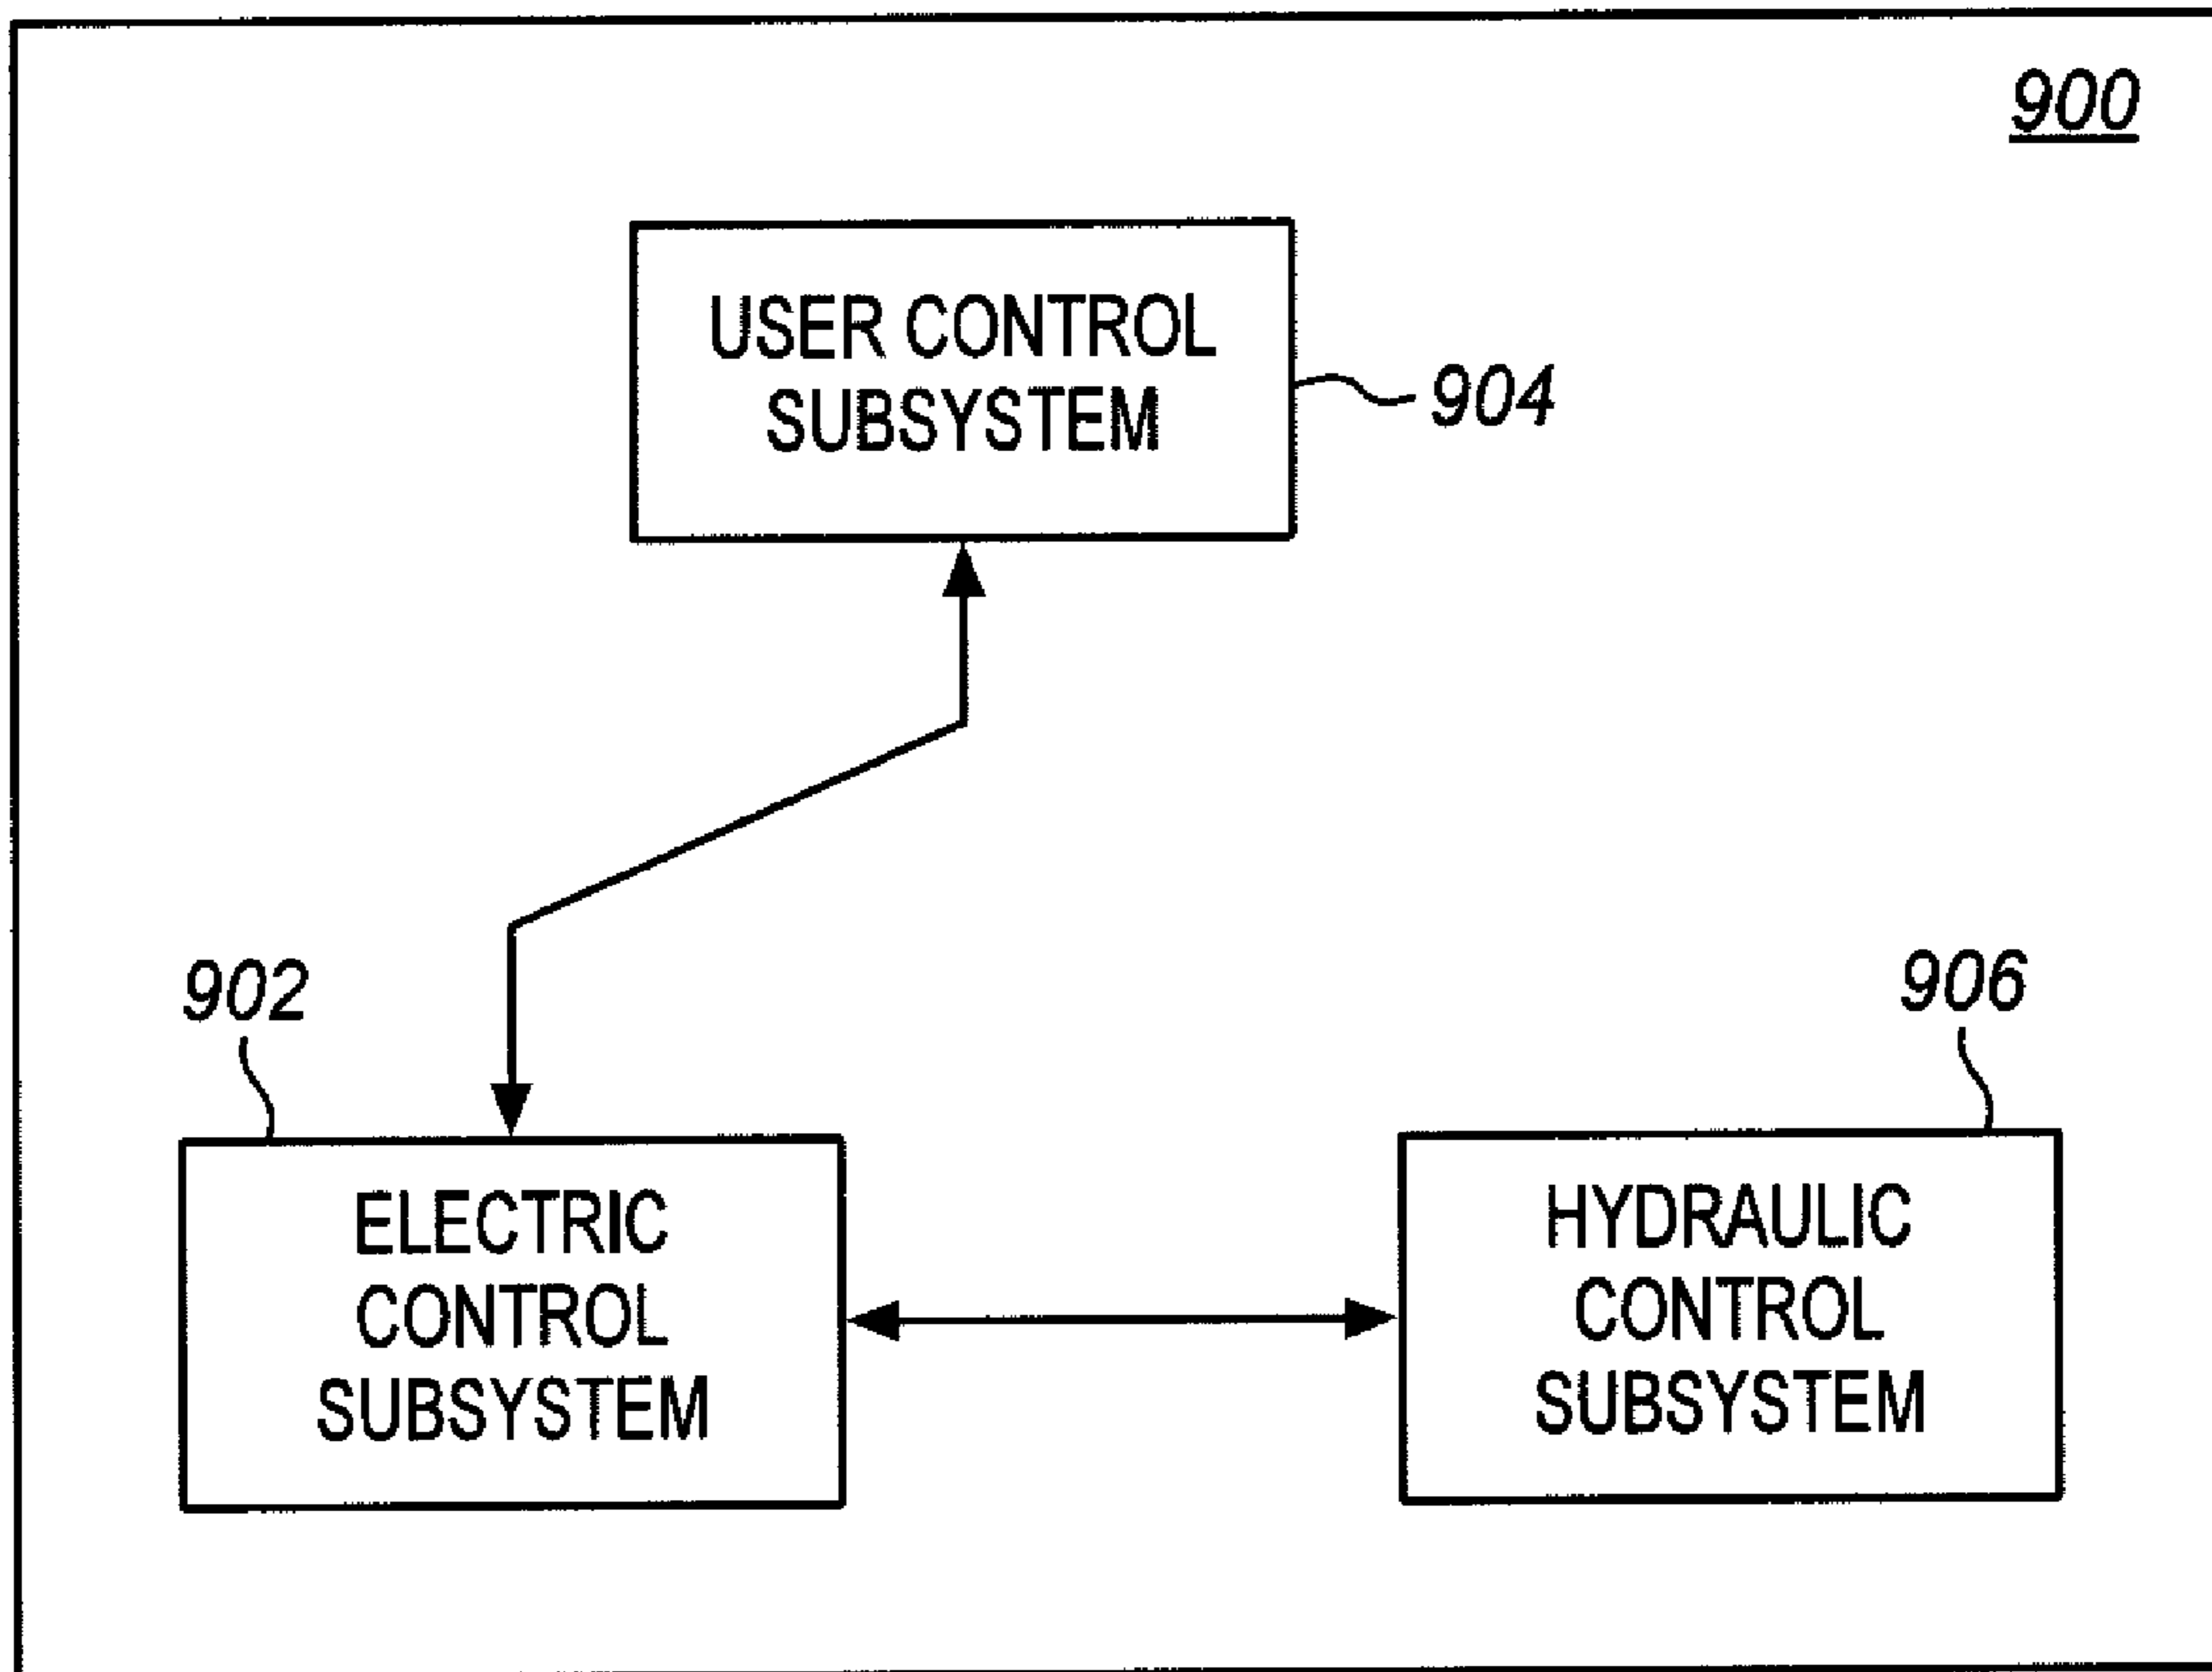 900
USER CONTROL
SUBSYSTEM
904
902
906
ELECTRIC
CONTROL
SUBSYSTEM
HYDRAULIC
CONTROL
SUBSYSTEM